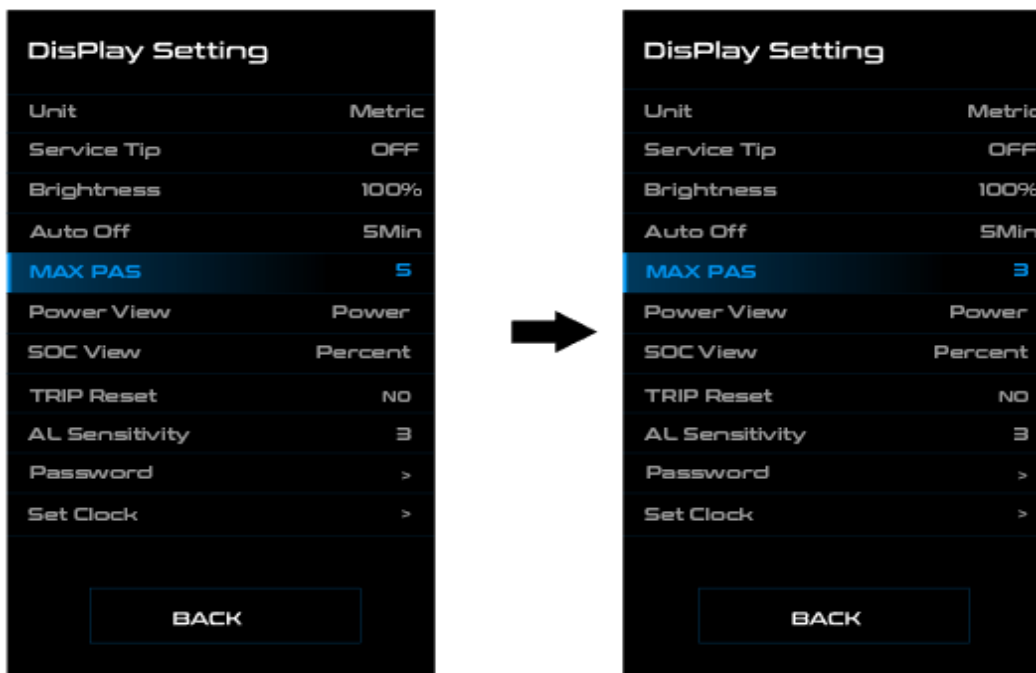 DisPlay Setting
Unit Metric
Service Tip OFF
Brightness 100%
Auto Off 5Min
MAX PAS 5
Power View Power
SOC View Percent
TRIP Reset NO
AL Sensitivity 3
Password >
Set Clock >
BACK
DisPlay Setting
Unit Metric
Service Tip OFF
Brightness 100%
Auto Off 5Min
MAX PAS 3
Power View Power
SOC View Percent
TRIP Reset NO
AL Sensitivity 3
Password >
Set Clock >
BACK